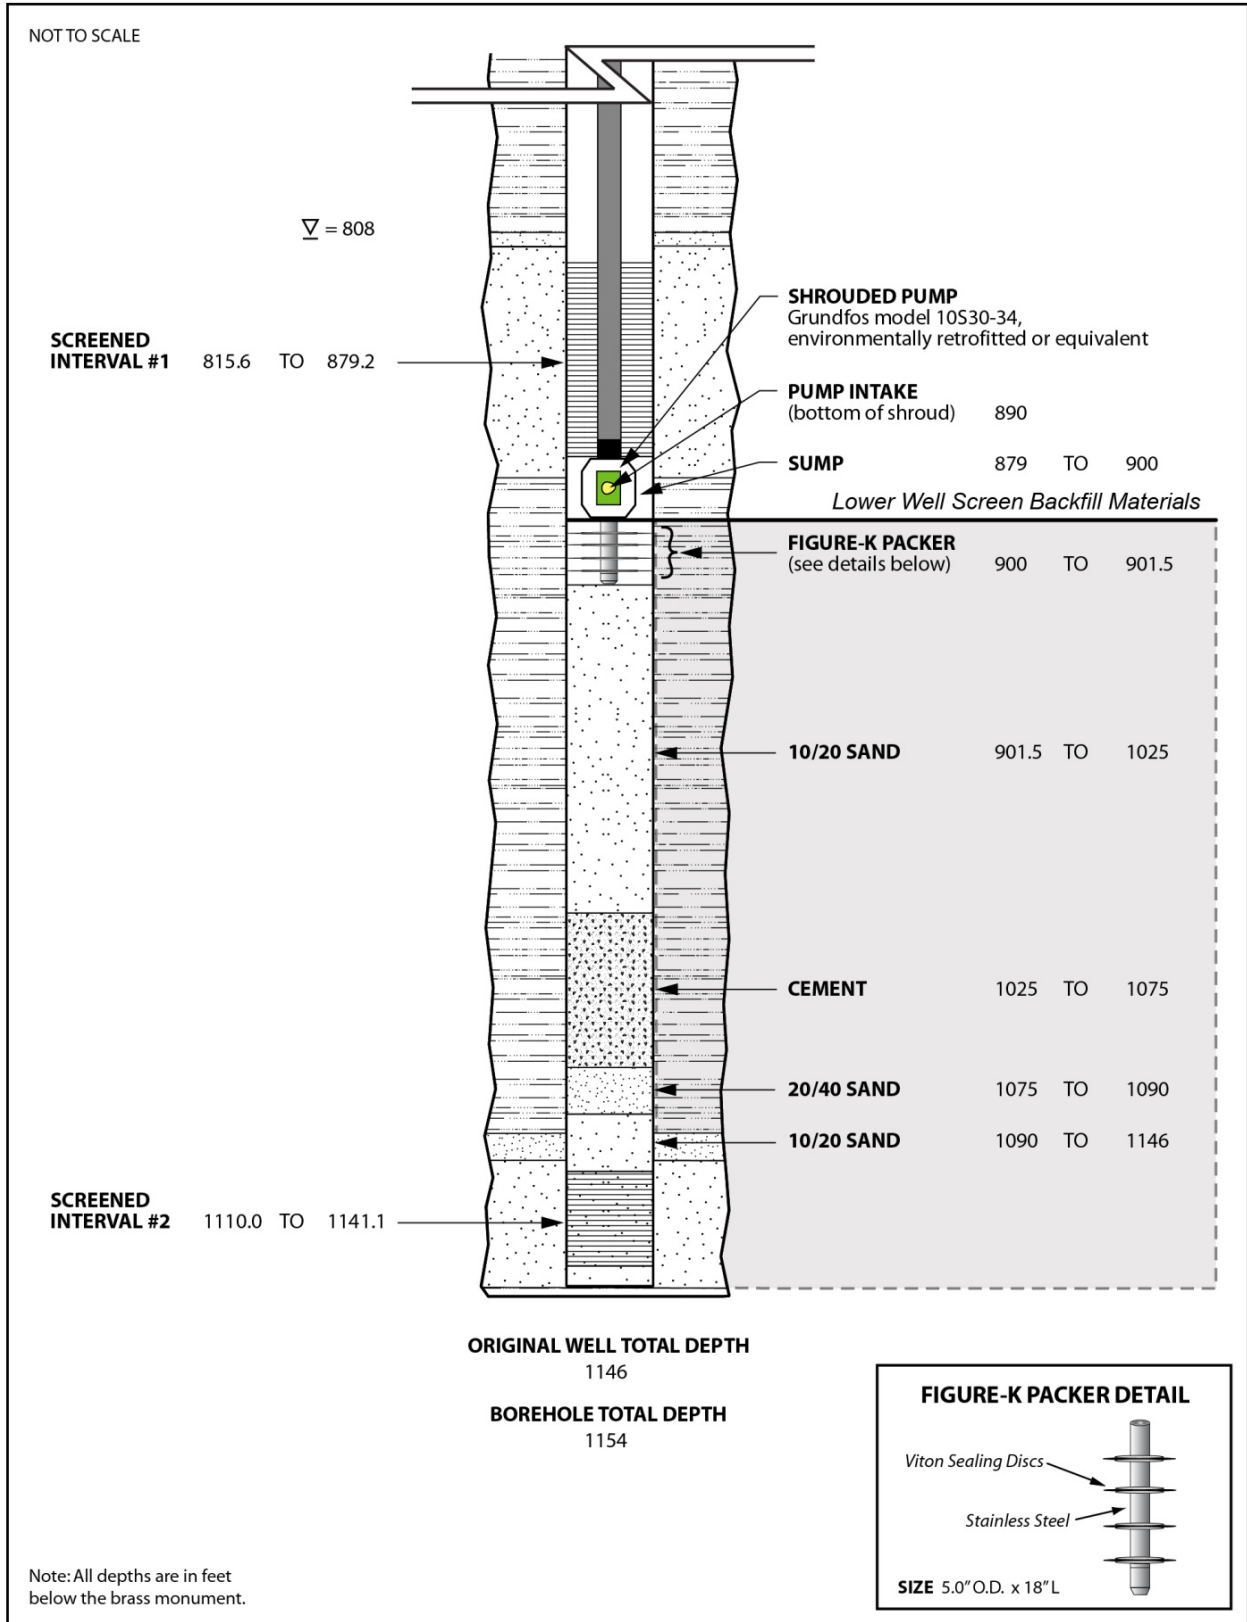 NOT TO SCALE
∇ = 808
SHROUDED PUMP
Grundfos model 10S30-34,
environmentally retrofitted or equivalent
SCREENED
INTERVAL #1 815.6 TO 879.2
PUMP INTAKE
(bottom of shroud) 890
SUMP 879 TO 900
Lower Well Screen Backfill Materials
FIGURE-K PACKER
(see details below) 900 TO 901.5
10/20 SAND 901.5 TO 1025
CEMENT 1025 TO 1075
20/40 SAND 1075 TO 1090
10/20 SAND 1090 TO 1146
SCREENED
INTERVAL #2 1110.0 TO 1141.1
ORIGINAL WELL TOTAL DEPTH
1146
BOREHOLE TOTAL DEPTH
1154
FIGURE-K PACKER DETAIL
Viton Sealing Discs
Stainless Steel
SIZE 5.0" O.D. x 18" L
Note: All depths are in feet
below the brass monument.